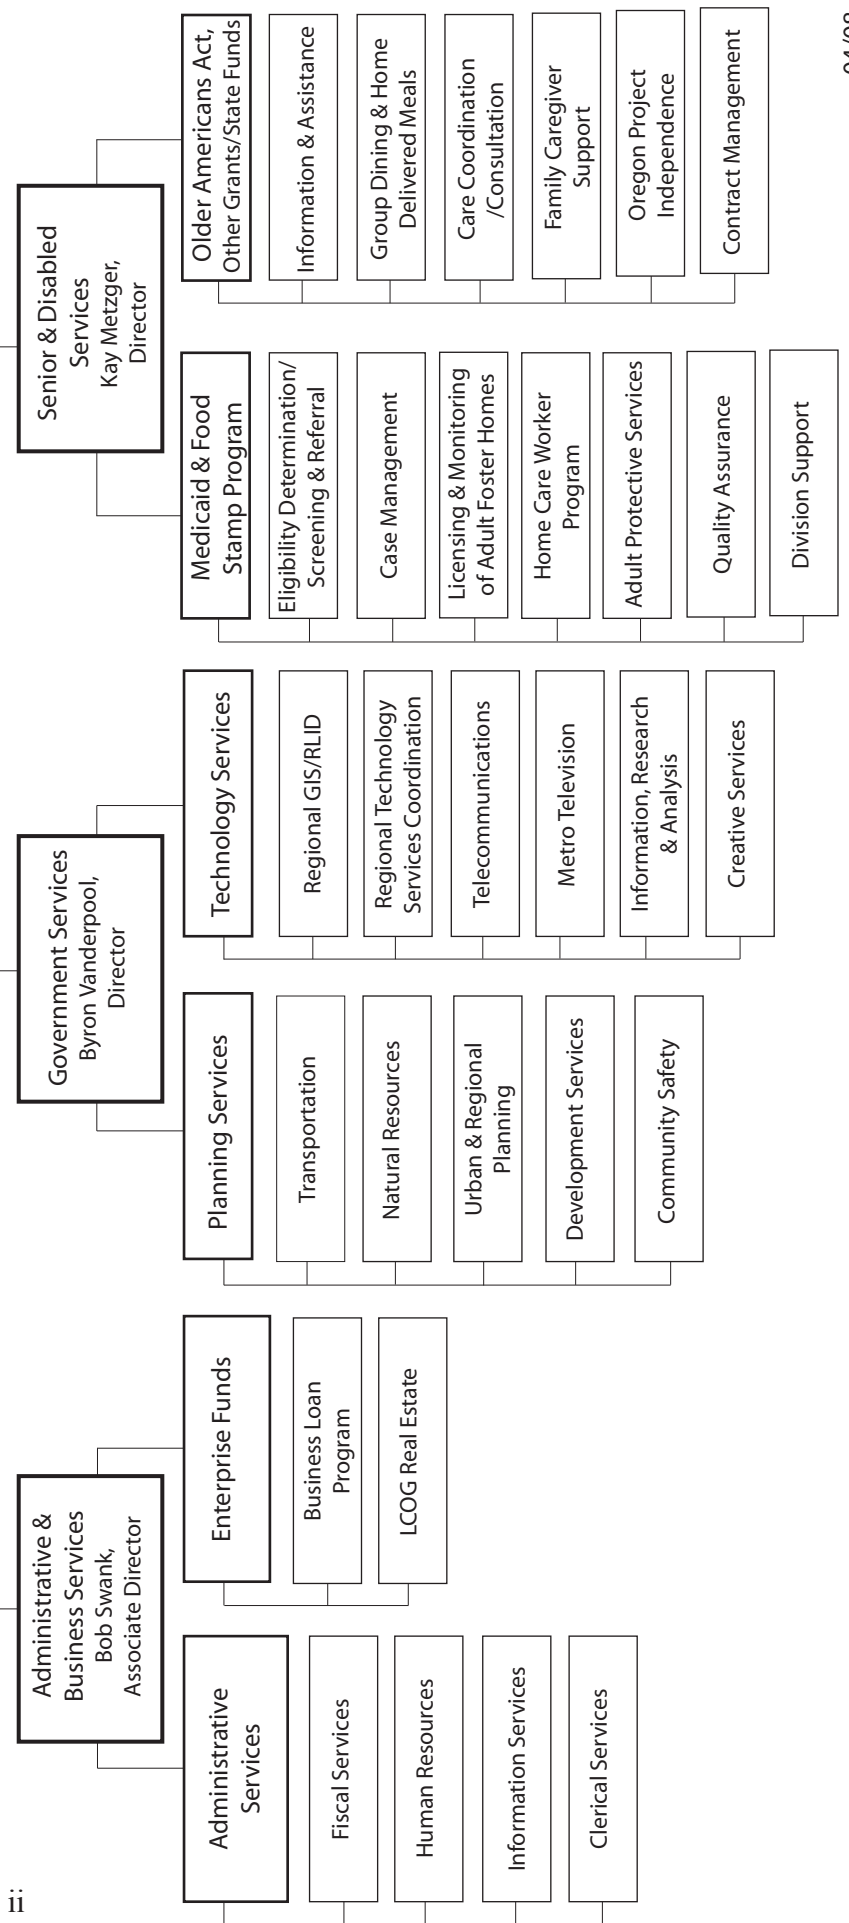 ii
Administrative &
Business Services
Bob Swank,
Associate Director
Administrative
Services
Fiscal Services
Human Resources
Information Services
Clerical Services
Enterprise Funds
Business Loan
Program
LCOG Real Estate
Government Services
Byron Vanderpool,
Director
Planning Services
Transportation
Natural Resources
Urban & Regional
Planning
Development Services
Community Safety
Technology Services
Regional GIS/RLID
Regional Technology
Services Coordination
Telecommunications
Metro Television
Information, Research
& Analysis
Creative Services
Senior & Disabled
Services
Kay Metzger,
Director
Medicaid & Food
Stamp Program
Eligibility Determination/
Screening & Referral
Case Management
Licensing & Monitoring
of Adult Foster Homes
Home Care Worker
Program
Adult Protective Services
Quality Assurance
Division Support
Older Americans Act,
Other Grants/State Funds
Information & Assistance
Group Dining & Home
Delivered Meals
Care Coordination
/Consultation
Family Caregiver
Support
Oregon Project
Independence
Contract Management